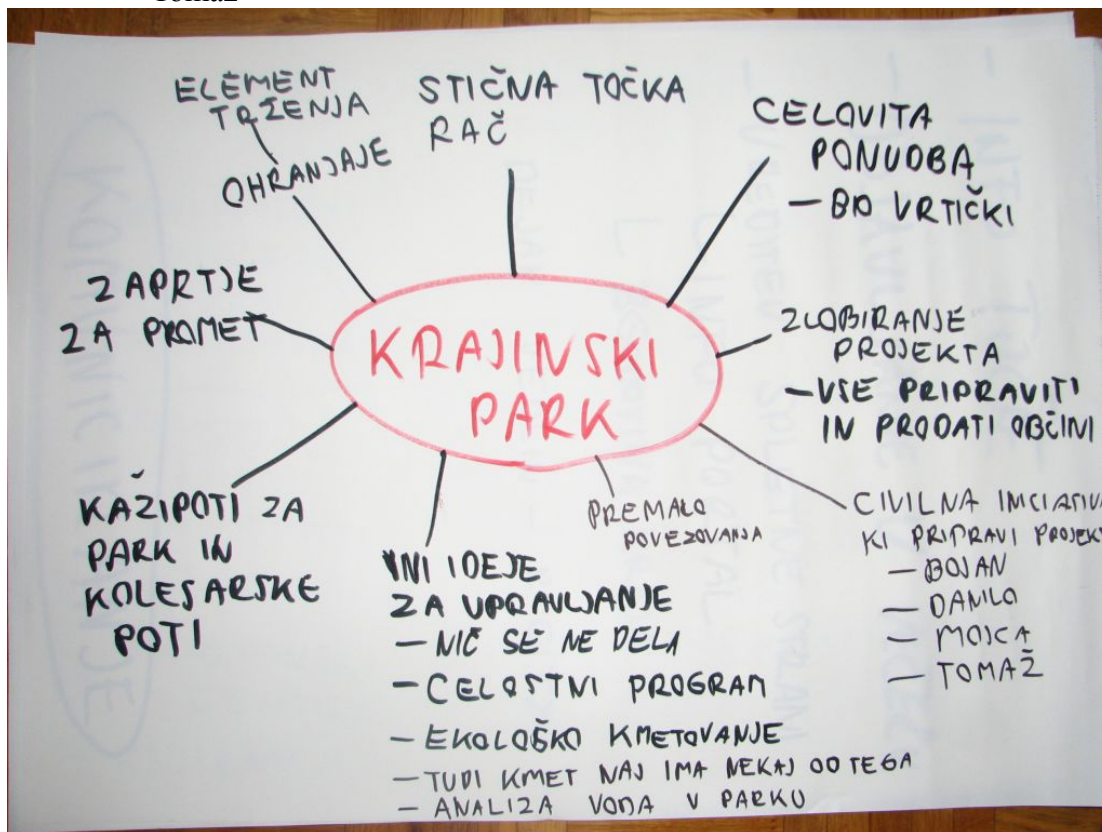 ELEMENT
TRŽENJA
OHRANJAJE
STIČNA TOČKA
RAČ
CELOVITA
PONUDBA
- BIO VRTIČKI
ZAPRTJE
ZA PROMET
KRAJINSKI
PARK
ZLOBIRANJE
PROJEKTA
- VSE PRIPRAVITI
IN PRODATI OBČINI
KAŽIPOTI ZA
PARK IN
KOLESARSKE
POTI
NI IDEJE
ZA UPRAVLJANJE
- NIČ SE NE DELA
- CELOSTNI PROGRAM
- EKOLOŠKO KMETOVANJE
- TUDI KMET NAJ IMA NEKAJ OD TEGA
- ANALIZA VODA V PARKU
PREMALO
POVEZOVANJA
CIVILNA INICIATIVA
KI PRIPRAVI PROJEKT
- BOJAN
- DANILO
- MOJCA
- TOMAŽ